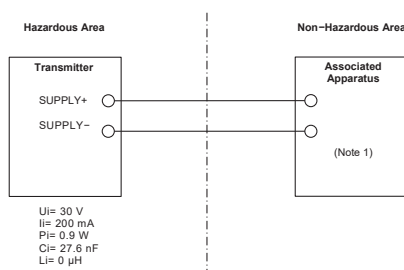 Hazardous Area
Non−Hazardous Area
Transmitter
SUPPLY+
SUPPLY−
Associated
Apparatus
(Note 1)
Ui= 30 V
Ii= 200 mA
Pi= 0.9 W
Ci= 27.6 nF
Li= 0 µH